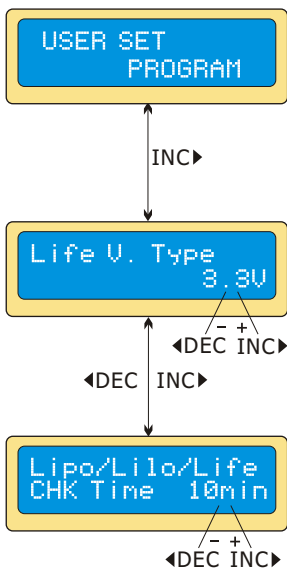 USER SET
PROGRAM
INC▶
Life V. Type
3.3V
- +
◀DEC INC▶
◀DEC INC▶
Lipo/Lilo/Life
CHK Time 10min
- +
◀DEC INC▶